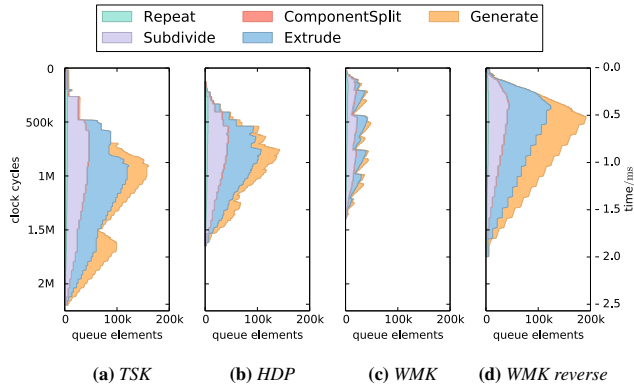 Repeat ComponentSplit Generate
Subdivide Extrude
0
500k
1M
1.5M
2M
clock cycles
0.0
0.5
1.0
1.5
2.0
2.5
time/ms
0 100k 200k 0 100k 200k 0 100k 200k 0 100k 200k
queue elements queue elements queue elements queue elements
(a) TSK (b) HDP (c) WMK (d) WMK reverse